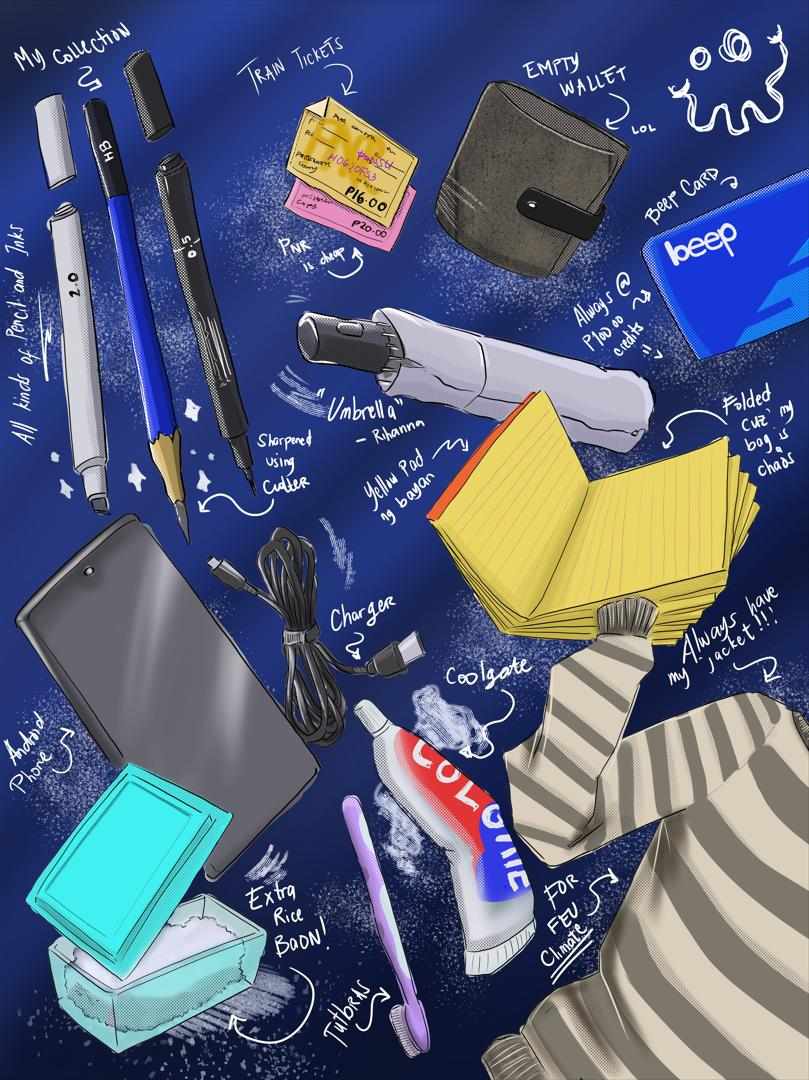 My Collection
TRAIN TICKETS
EMPTY
WALLET
LOL
HB
2.0
0.5
All kinds of Pencil and Inks
₱16.00
₱20.00
PNR
is cheap
BEEP CARD
beep
Always @
₱100.00
credits
"Umbrella"
- Rihanna
Sharpened
using
Cutter
Yellow Pad
ng bayan
Folded
cuz' my
bag is
chaos
Charger
Always have
my jacket!!!
Coolgate
Android
Phone
FOR
FEU
Climate
Extra
Rice
BAON!
TutBRAS